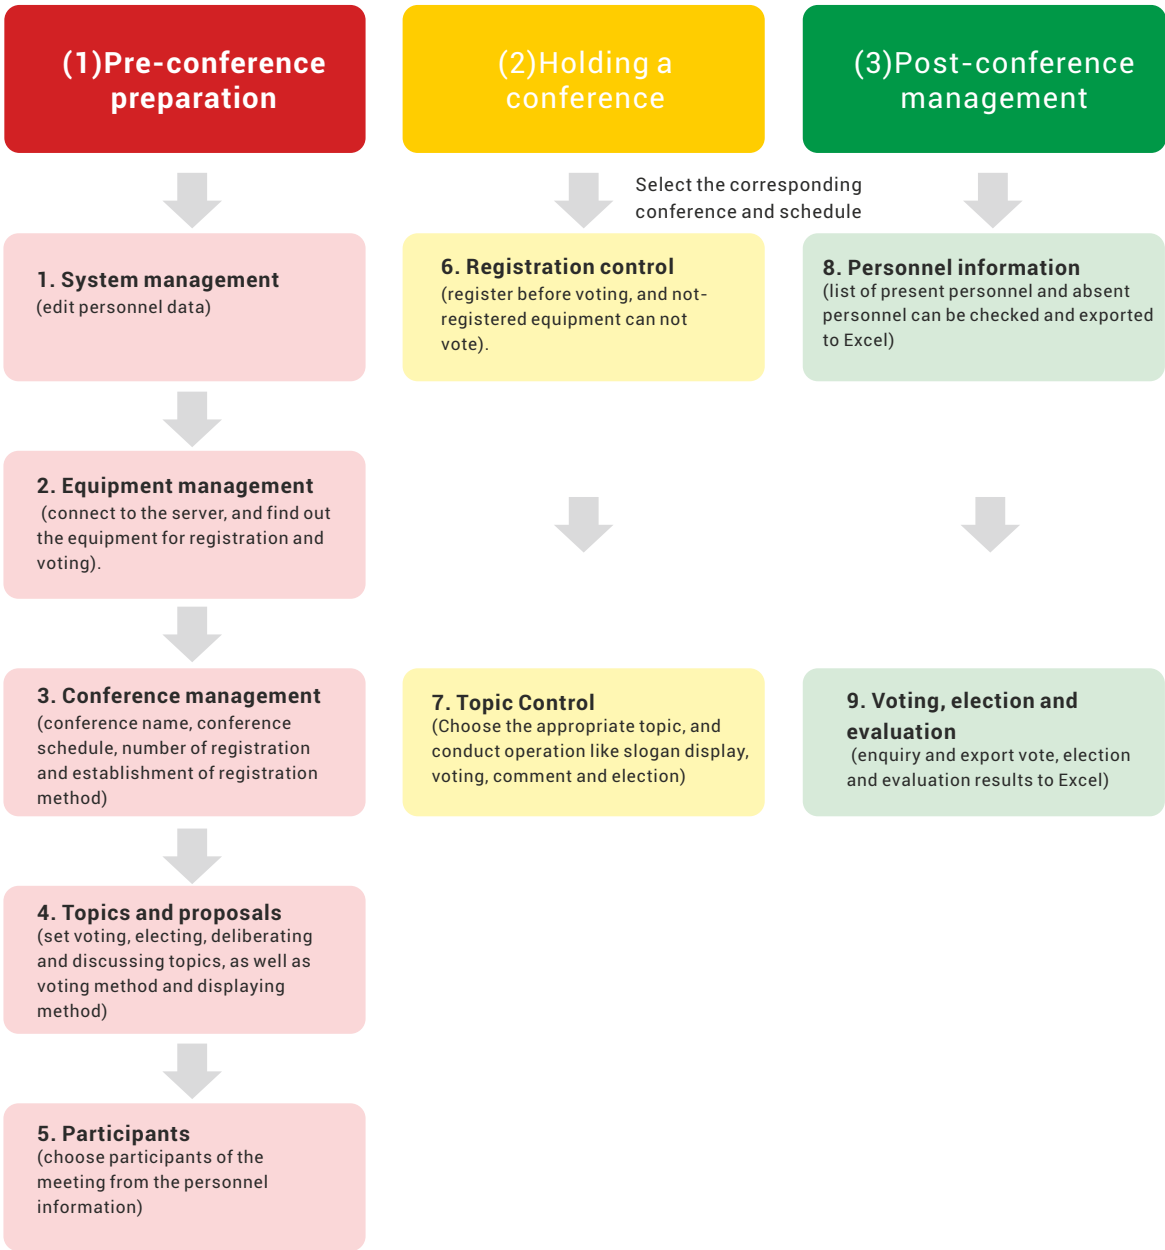 (1)Pre-conference
preparation
1. System management
(edit personnel data)
2. Equipment management
(connect to the server, and find out
the equipment for registration and
voting).
3. Conference management
(conference name, conference
schedule, number of registration
and establishment of registration
method)
4. Topics and proposals
(set voting, electing, deliberating
and discussing topics, as well as
voting method and displaying
method)
5. Participants
(choose participants of the
meeting from the personnel
information)
(2)Holding a
conference
Select the corresponding
conference and schedule
6. Registration control
(register before voting, and not-
registered equipment can not
vote).
7. Topic Control
(Choose the appropriate topic, and
conduct operation like slogan display,
voting, comment and election)
(3)Post-conference
management
8. Personnel information
(list of present personnel and absent
personnel can be checked and exported
to Excel)
9. Voting, election and
evaluation
(enquiry and export vote, election
and evaluation results to Excel)